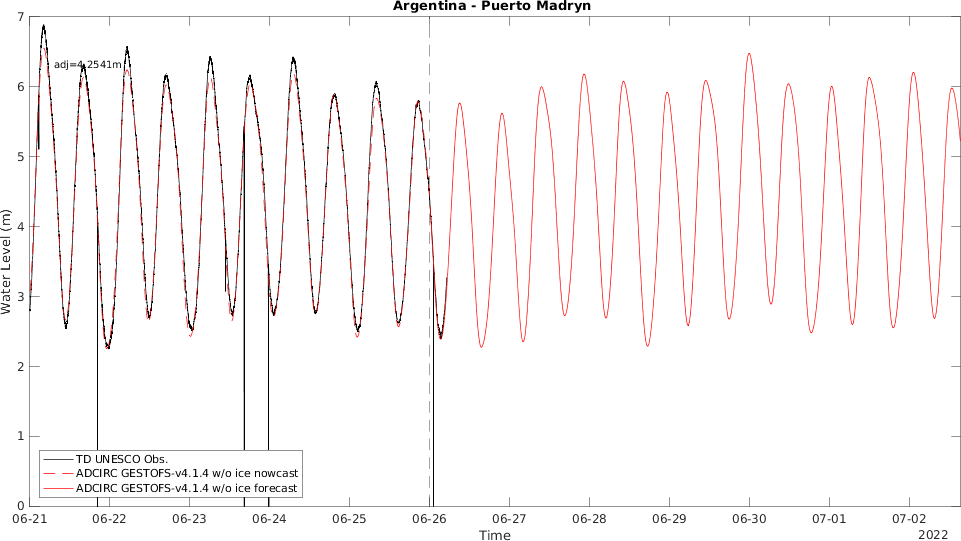 Argentina - Puerto Madryn
7
6
5
4
3
2
1
0
Water Level (m)
adj=4.2541m
TD UNESCO Obs.
ADCIRC GESTOFS-v4.1.4 w/o ice nowcast
ADCIRC GESTOFS-v4.1.4 w/o ice forecast
06-21 06-22 06-23 06-24 06-25 06-26 06-27 06-28 06-29 06-30 07-01 07-02
Time
2022